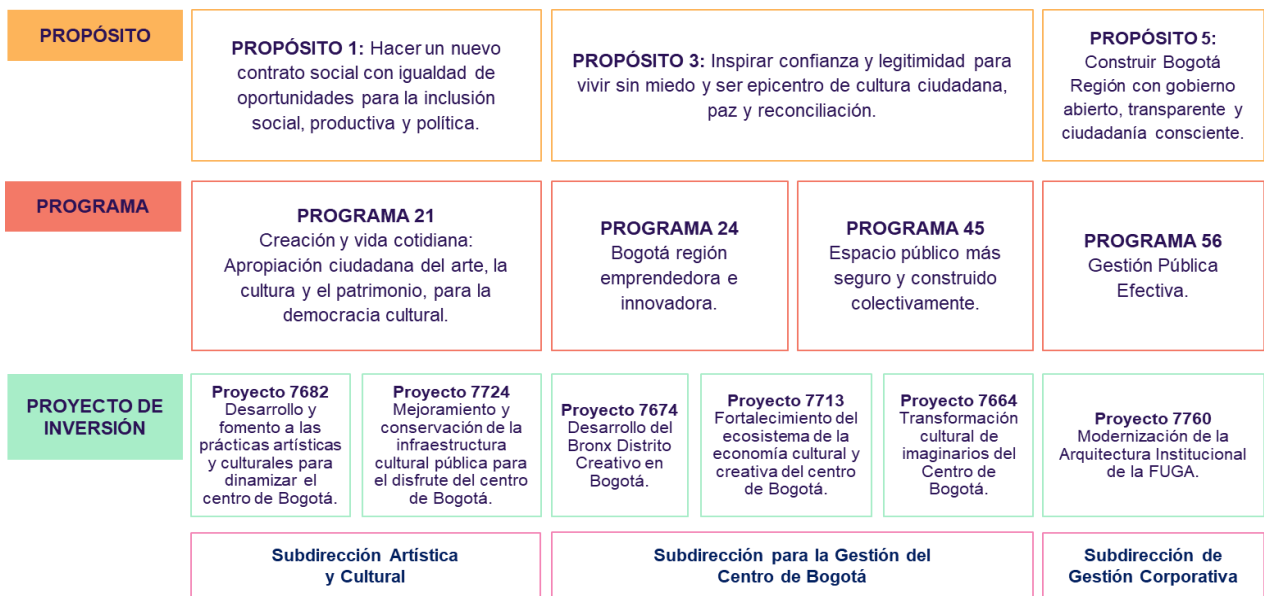 PROPÓSITO
PROPÓSITO 1: Hacer un nuevo
contrato social con igualdad de
oportunidades para la inclusión
social, productiva y política.
PROPÓSITO 3: Inspirar confianza y legitimidad para
vivir sin miedo y ser epicentro de cultura ciudadana,
paz y reconciliación.
PROPÓSITO 5:
Construir Bogotá
Región con gobierno
abierto, transparente y
ciudadanía consciente.
PROGRAMA
PROGRAMA 21
Creación y vida cotidiana:
Apropiación ciudadana del arte, la
cultura y el patrimonio, para la
democracia cultural.
PROGRAMA 24
Bogotá región
emprendedora e
innovadora.
PROGRAMA 45
Espacio público más
seguro y construido
colectivamente.
PROGRAMA 56
Gestión Pública
Efectiva.
PROYECTO DE
INVERSIÓN
Proyecto 7682
Desarrollo y
fomento a las
prácticas artísticas
y culturales para
dinamizar el
centro de Bogotá.
Proyecto 7724
Mejoramiento y
conservación de la
infraestructura
cultural pública para
el disfrute del centro
de Bogotá.
Proyecto 7674
Desarrollo del
Bronx Distrito
Creativo en
Bogotá.
Proyecto 7713
Fortalecimiento del
ecosistema de la
economía cultural y
creativa del centro
de Bogotá.
Proyecto 7664
Transformación
cultural de
imaginarios del
Centro de
Bogotá.
Proyecto 7760
Modernización de la
Arquitectura Institucional
de la FUGA.
Subdirección Artística
y Cultural
Subdirección para la Gestión del
Centro de Bogotá
Subdirección de
Gestión Corporativa